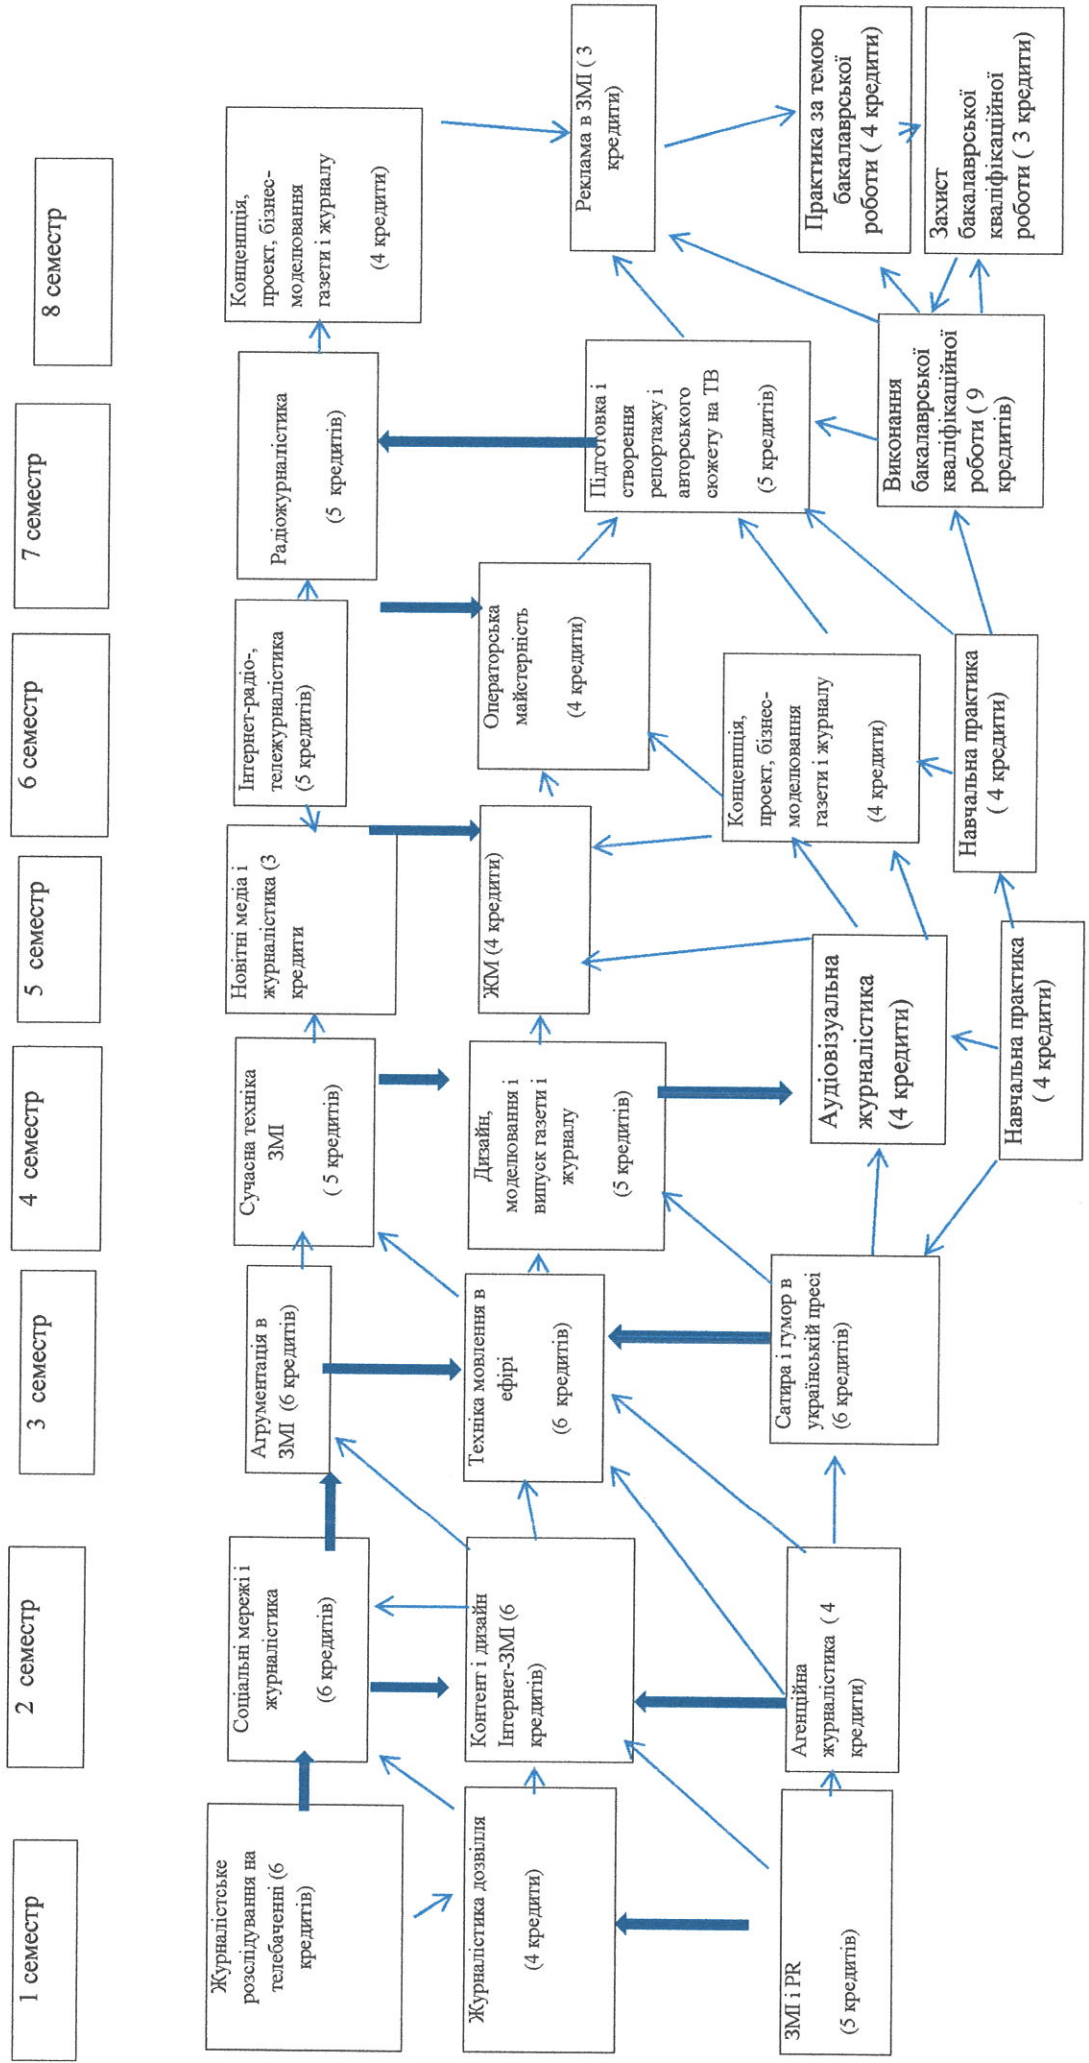 1 семестр
2 семестр
3 семестр
4 семестр
5 семестр
6 семестр
7 семестр
8 семестр
Журналістське
розслідування на
телебаченні (6
кредитів)
Соціальні мережі і
журналістика
(6 кредитів)
Агрументація в
ЗМІ (6 кредитів)
Сучасна техніка
ЗМІ
( 5 кредитів)
Новітні медіа і
журналістика (3
кредити
Інтернет-радіо-,
тележурналістика
(5 кредитів)
Радіожурналістика
(5 кредитів)
Концепція,
проект, бізнес-
моделювання
газети і журналу
(4 кредити)
Журналістика дозвілля
(4 кредити)
Контент і дизайн
Інтернет-ЗМІ (6
кредитів)
Техніка мовлення в
ефірі
(6 кредитів)
Дизайн,
моделювання і
випуск газети і
журналу
(5 кредитів)
ЖМ (4 кредити)
Операторська
майстерність
(4 кредити)
Підготовка і
створення
репортажу і
авторського
сюжету на ТВ
(5 кредитів)
Реклама в ЗМІ ( 3
кредити)
ЗМІ і PR
(5 кредитів)
Агенційна
журналістика ( 4
кредити)
Сатира і гумор в
українській пресі
(6 кредитів)
Аудіовізуальна
журналістика
(4 кредити)
Концепція,
проект, бізнес-
моделювання
газети і журналу
(4 кредити)
Виконання
бакалаврської
кваліфікаційної
роботи ( 9
кредитів)
Практика за темою
бакалаврської
роботи ( 4 кредити)
Захист
бакалаврської
кваліфікаційної
роботи ( 3 кредити)
Навчальна практика
( 4 кредити)
Навчальна практика
( 4 кредити)